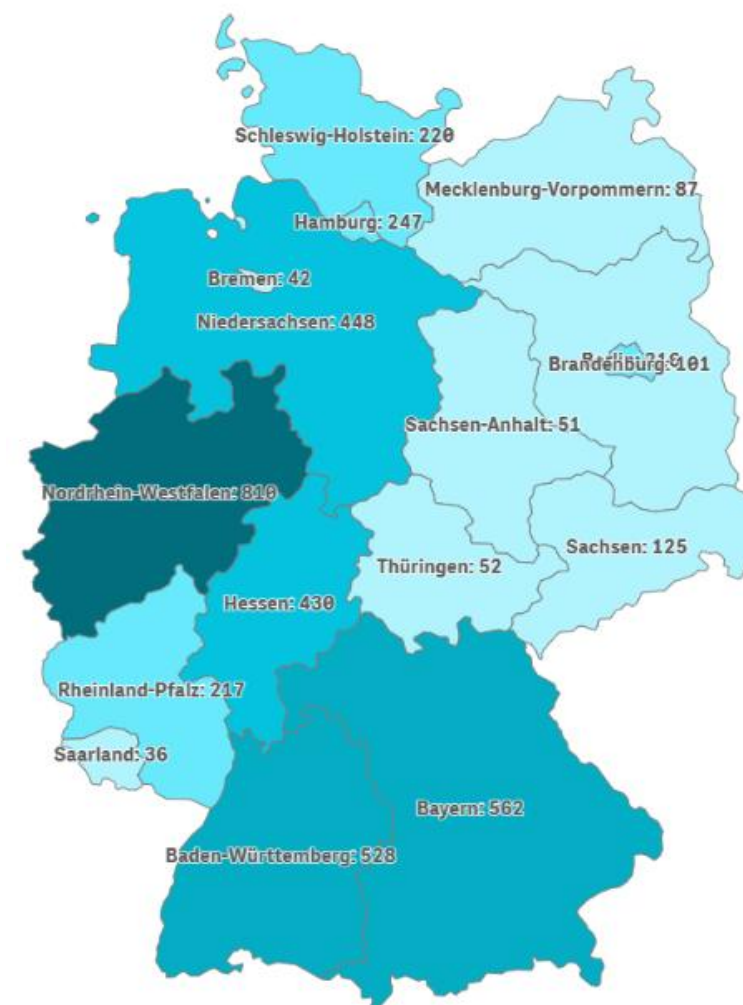 Schleswig-Holstein: 220
Mecklenburg-Vorpommern: 87
Hamburg: 247
Bremen: 42
Niedersachsen: 448
Brandenburg: 101
Sachsen-Anhalt: 51
Nordrhein-Westfalen: 810
Sachsen: 125
Thüringen: 52
Hessen: 430
Rheinland-Pfalz: 217
Saarland: 36
Bayern: 562
Baden-Württemberg: 528